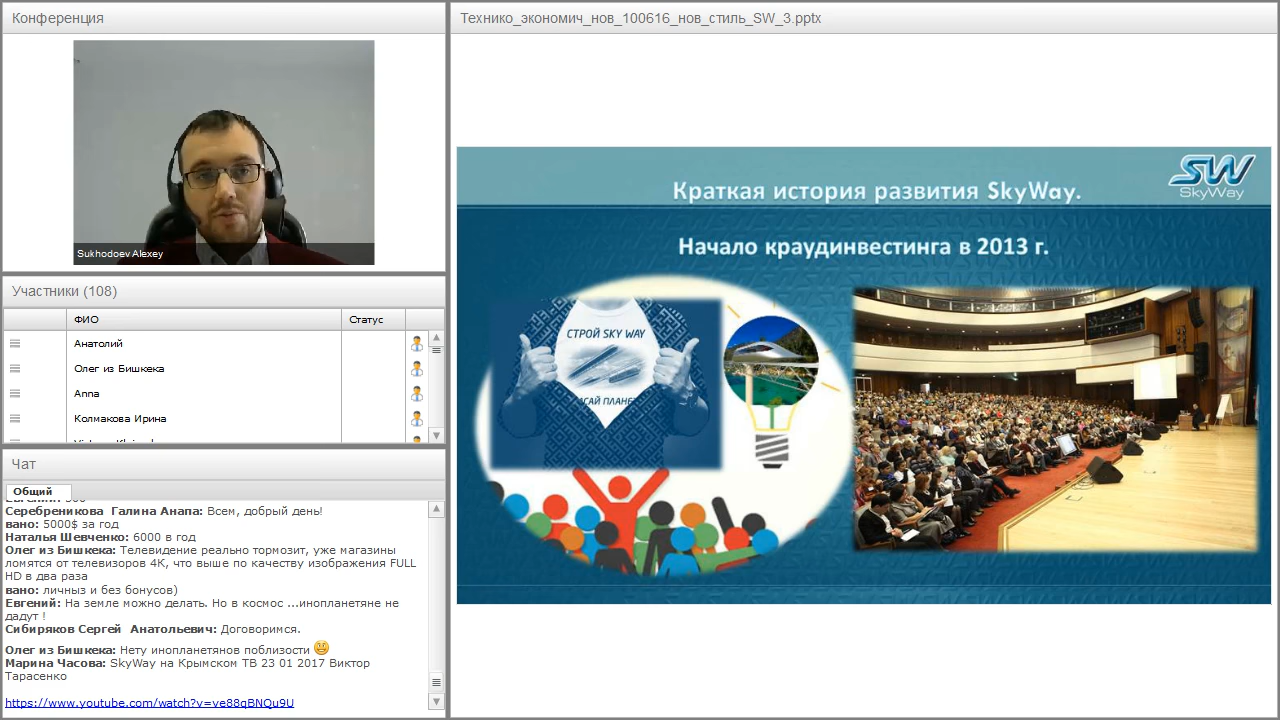 Конференция
Sukhodoev Alexey
Участники (108)
ФИО
Статус
Анатолий
Олег из Бишкека
Anna
Колмакова Ирина
Чат
Общий
Серебреникова Галина Анапа: Всем, добрый день!
вано: 5000$ за год
Наталья Шевченко: 6000 в год
Олег из Бишкека: Телевидение реально тормозит, уже магазины
ломятся от телевизоров 4К, что выше по качеству изображения FULL
HD в два раза
вано: личныз и без бонусов)
Евгений: На земле можно делать. Но в космос ...инопланетяне не
дадут !
Сибиряков Сергей Анатольевич: Договоримся.
Олег из Бишкека: Нету инопланетянов поблизости
Марина Часова: SkyWay на Крымском ТВ 23 01 2017 Виктор
Тарасенко
https://www.youtube.com/watch?v=ve88qBNQu9U
Технико_экономич_нов_100616_нов_стиль_SW_3.pptx
SW
SkyWay
Краткая история развития SkyWay.
Начало краудинвестинга в 2013 г.
СТРОЙ SKY WAY